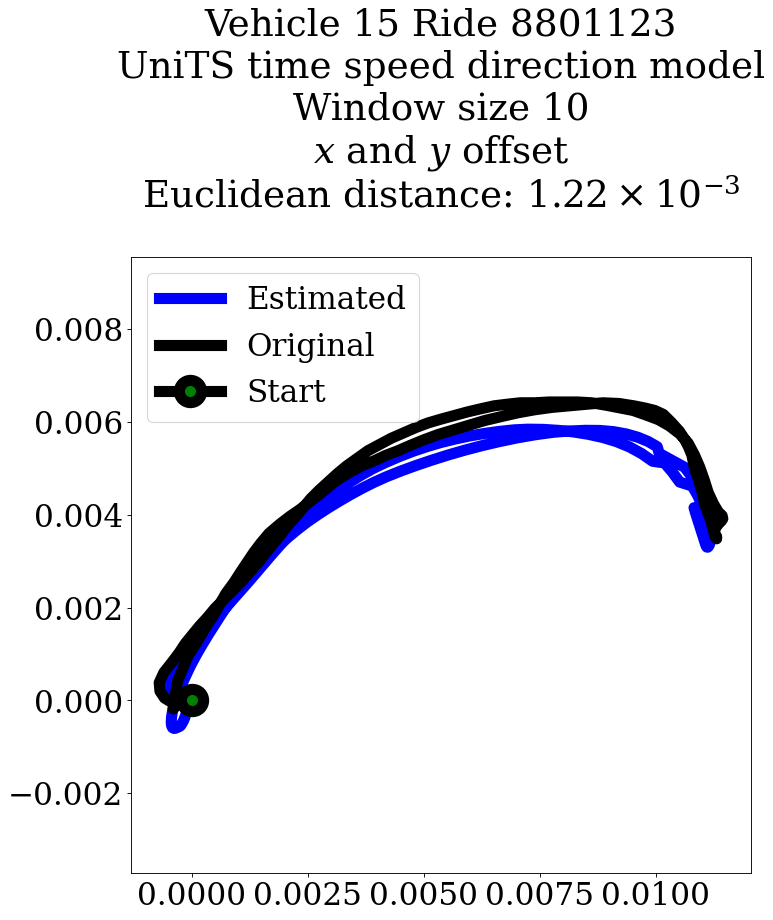 Vehicle 15 Ride 8801123
UniTS time speed direction model
Window size 10
x and y offset
Euclidean distance: 1.22 × 10⁻³
Estimated
Original
Start
0.008
0.006
0.004
0.002
0.000
−0.002
0.0000 0.0025 0.0050 0.0075 0.0100